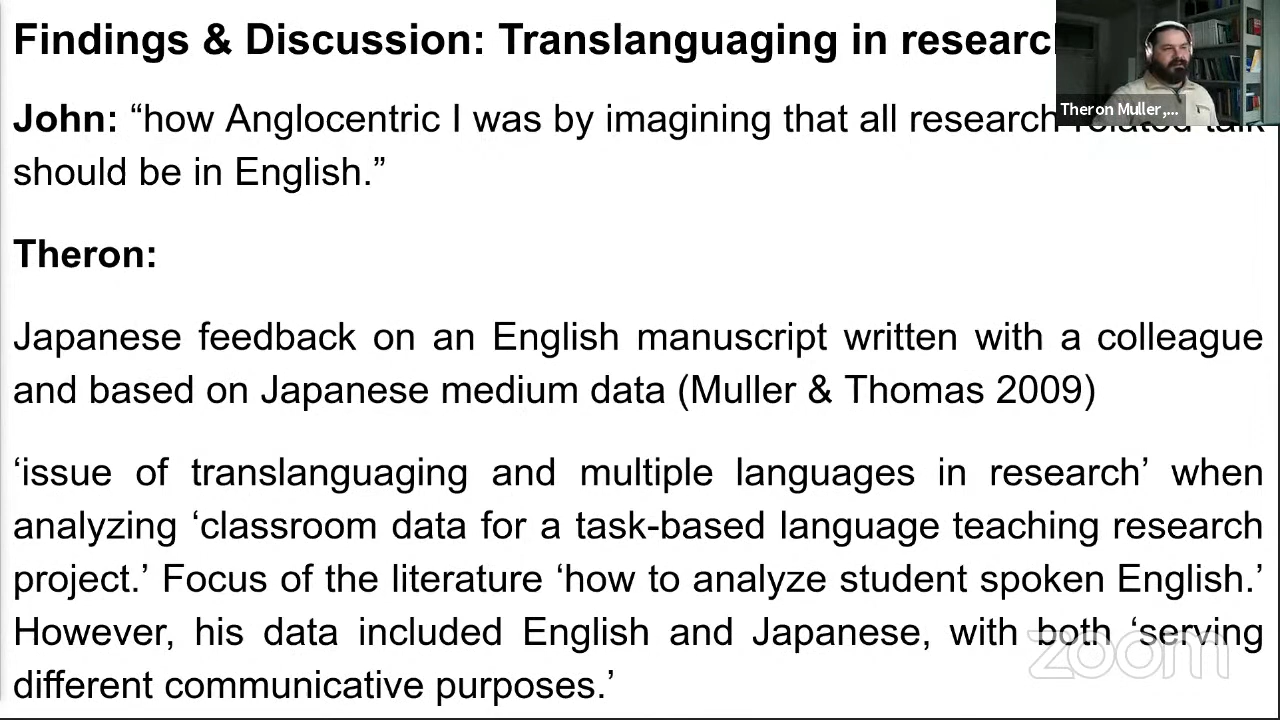 Findings & Discussion: Translanguaging in researc
John: “how Anglocentric I was by imagining that all research related talk
should be in English.”
Theron:
Japanese feedback on an English manuscript written with a colleague
and based on Japanese medium data (Muller & Thomas 2009)
‘issue of translanguaging and multiple languages in research’ when
analyzing ‘classroom data for a task-based language teaching research
project.’ Focus of the literature ‘how to analyze student spoken English.’
However, his data included English and Japanese, with both ‘serving
different communicative purposes.’
Theron Muller,...
zoom